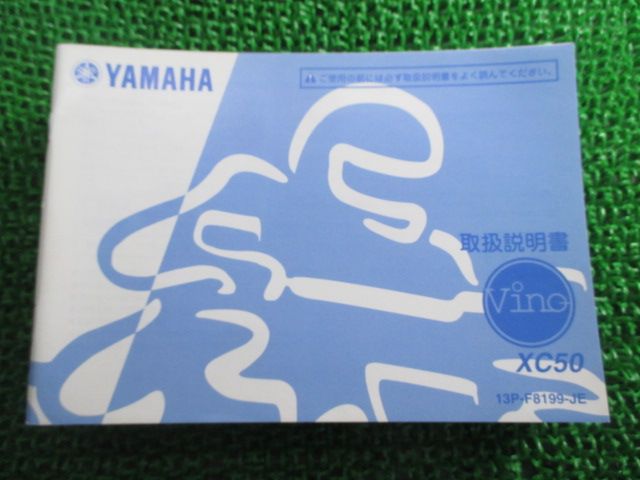 YAMAHA
ご使用の前には必ず取扱説明書をよく読んでください。
取扱説明書
Vino
XC50
13P-F8199-JE